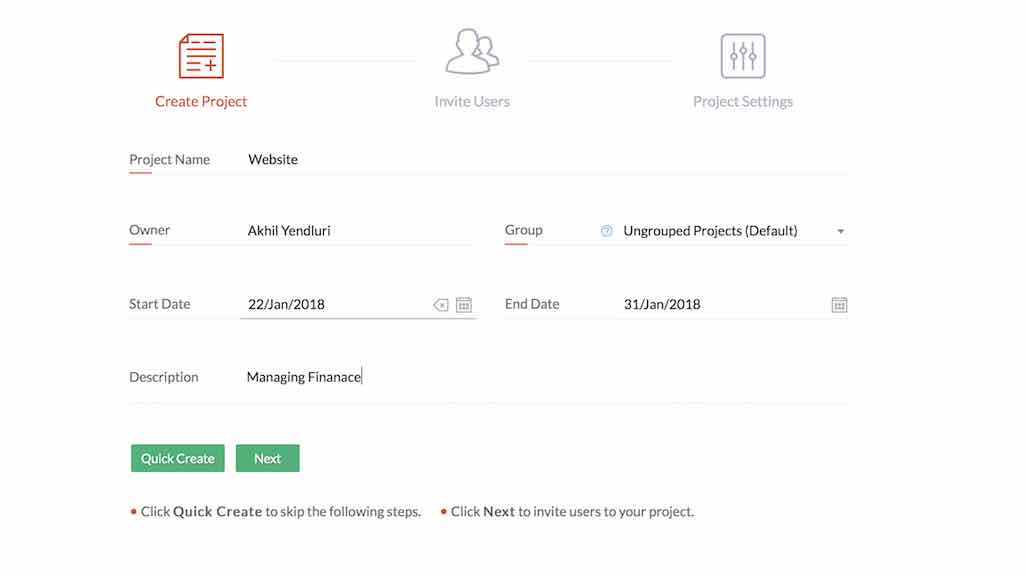 Create Project Invite Users Project Settings
Project Name Website
Owner Akhil Yendluri Group Ungrouped Projects (Default)
Start Date 22/Jan/2018 End Date 31/Jan/2018
Description Managing Finanace
Quick Create Next
• Click Quick Create to skip the following steps. • Click Next to invite users to your project.